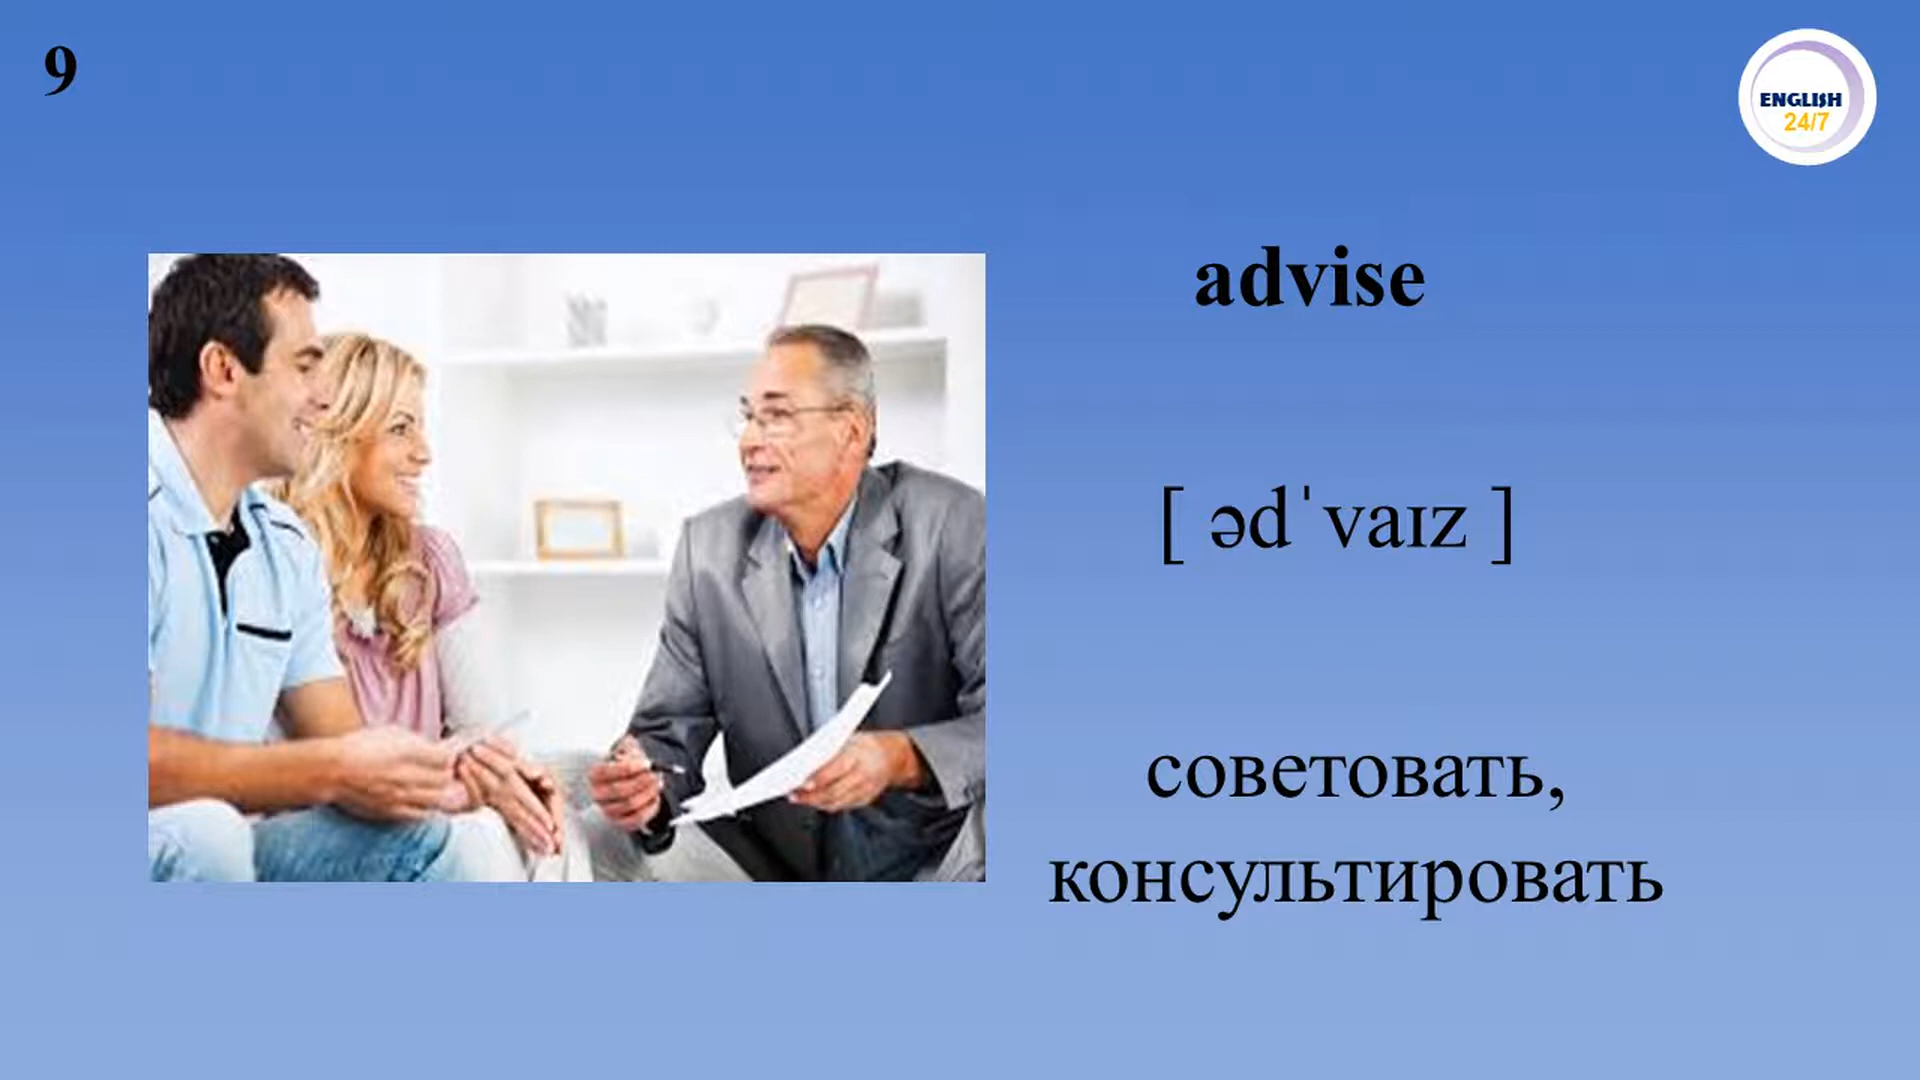 9
ENGLISH
24/7
advise
[ ədˈvaɪz ]
советовать,
консультировать